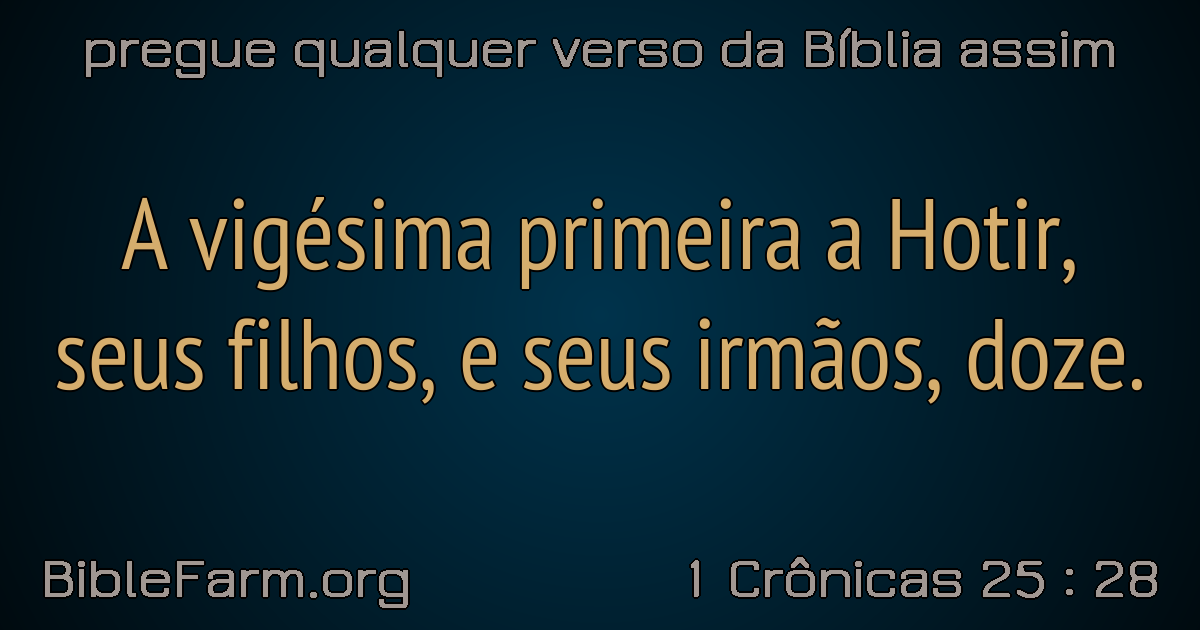 pregue qualquer verso da Bíblia assim
A vigésima primeira a Hotir,
seus filhos, e seus irmãos, doze.
BibleFarm.org
1 Crônicas 25 : 28